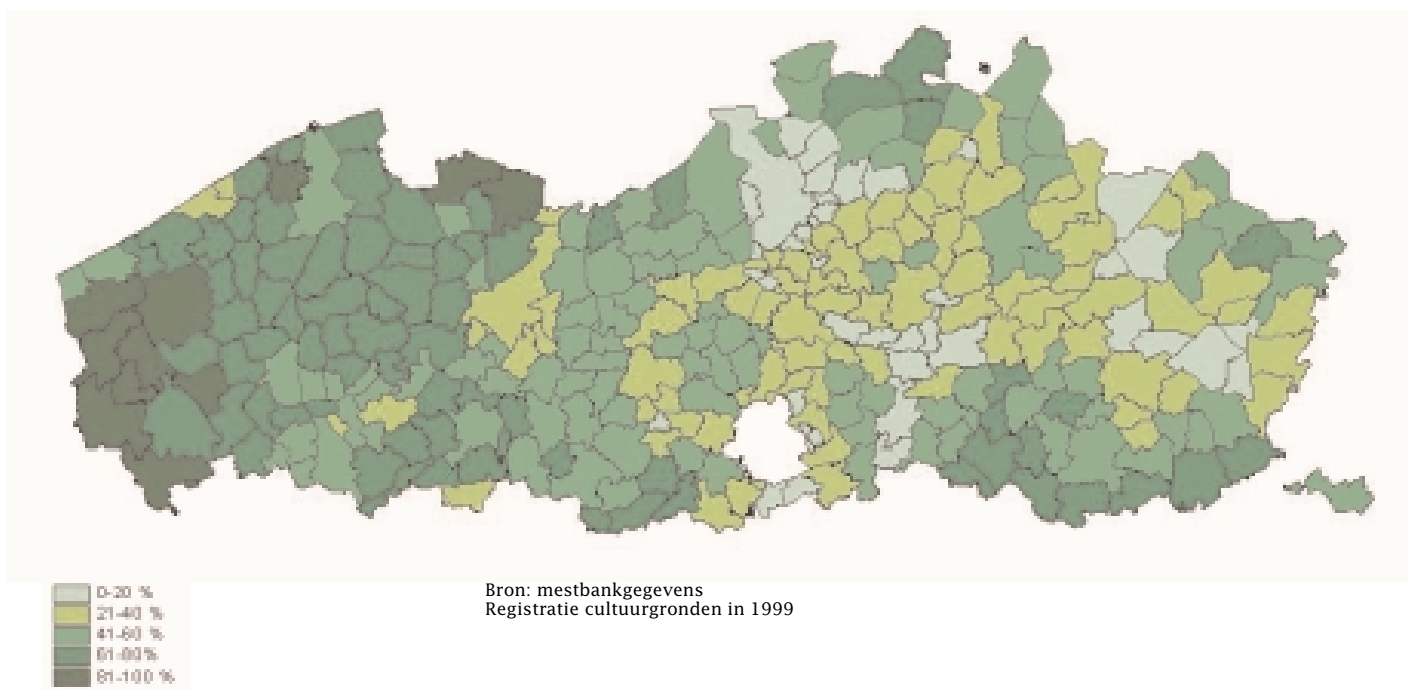 0-20 %
21-40 %
41-60 %
61-80%
81-100 %
Bron: mestbankgegevens
Registratie cultuurgronden in 1999